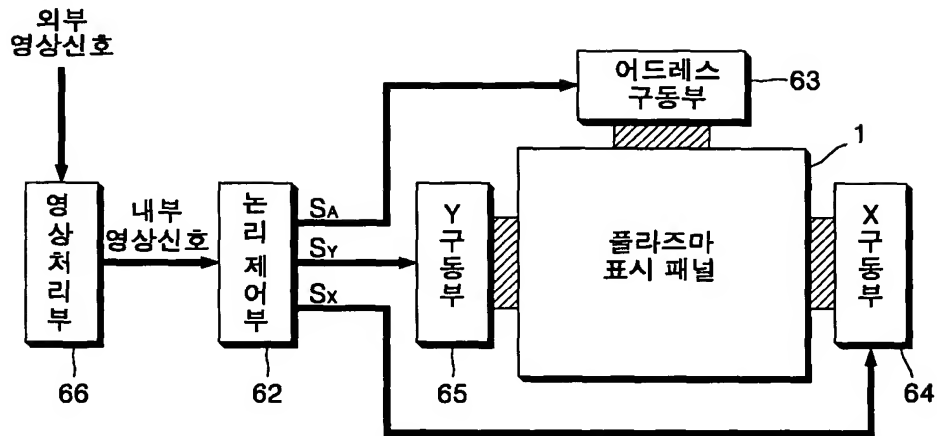 외부
영상신호
어드레스
구동부
63
1
영상처리부
내부
영상신호
논리 제어부
SA
SY
SX
Y 구동부
플라즈마
표시 패널
X 구동부
66
62
65
64